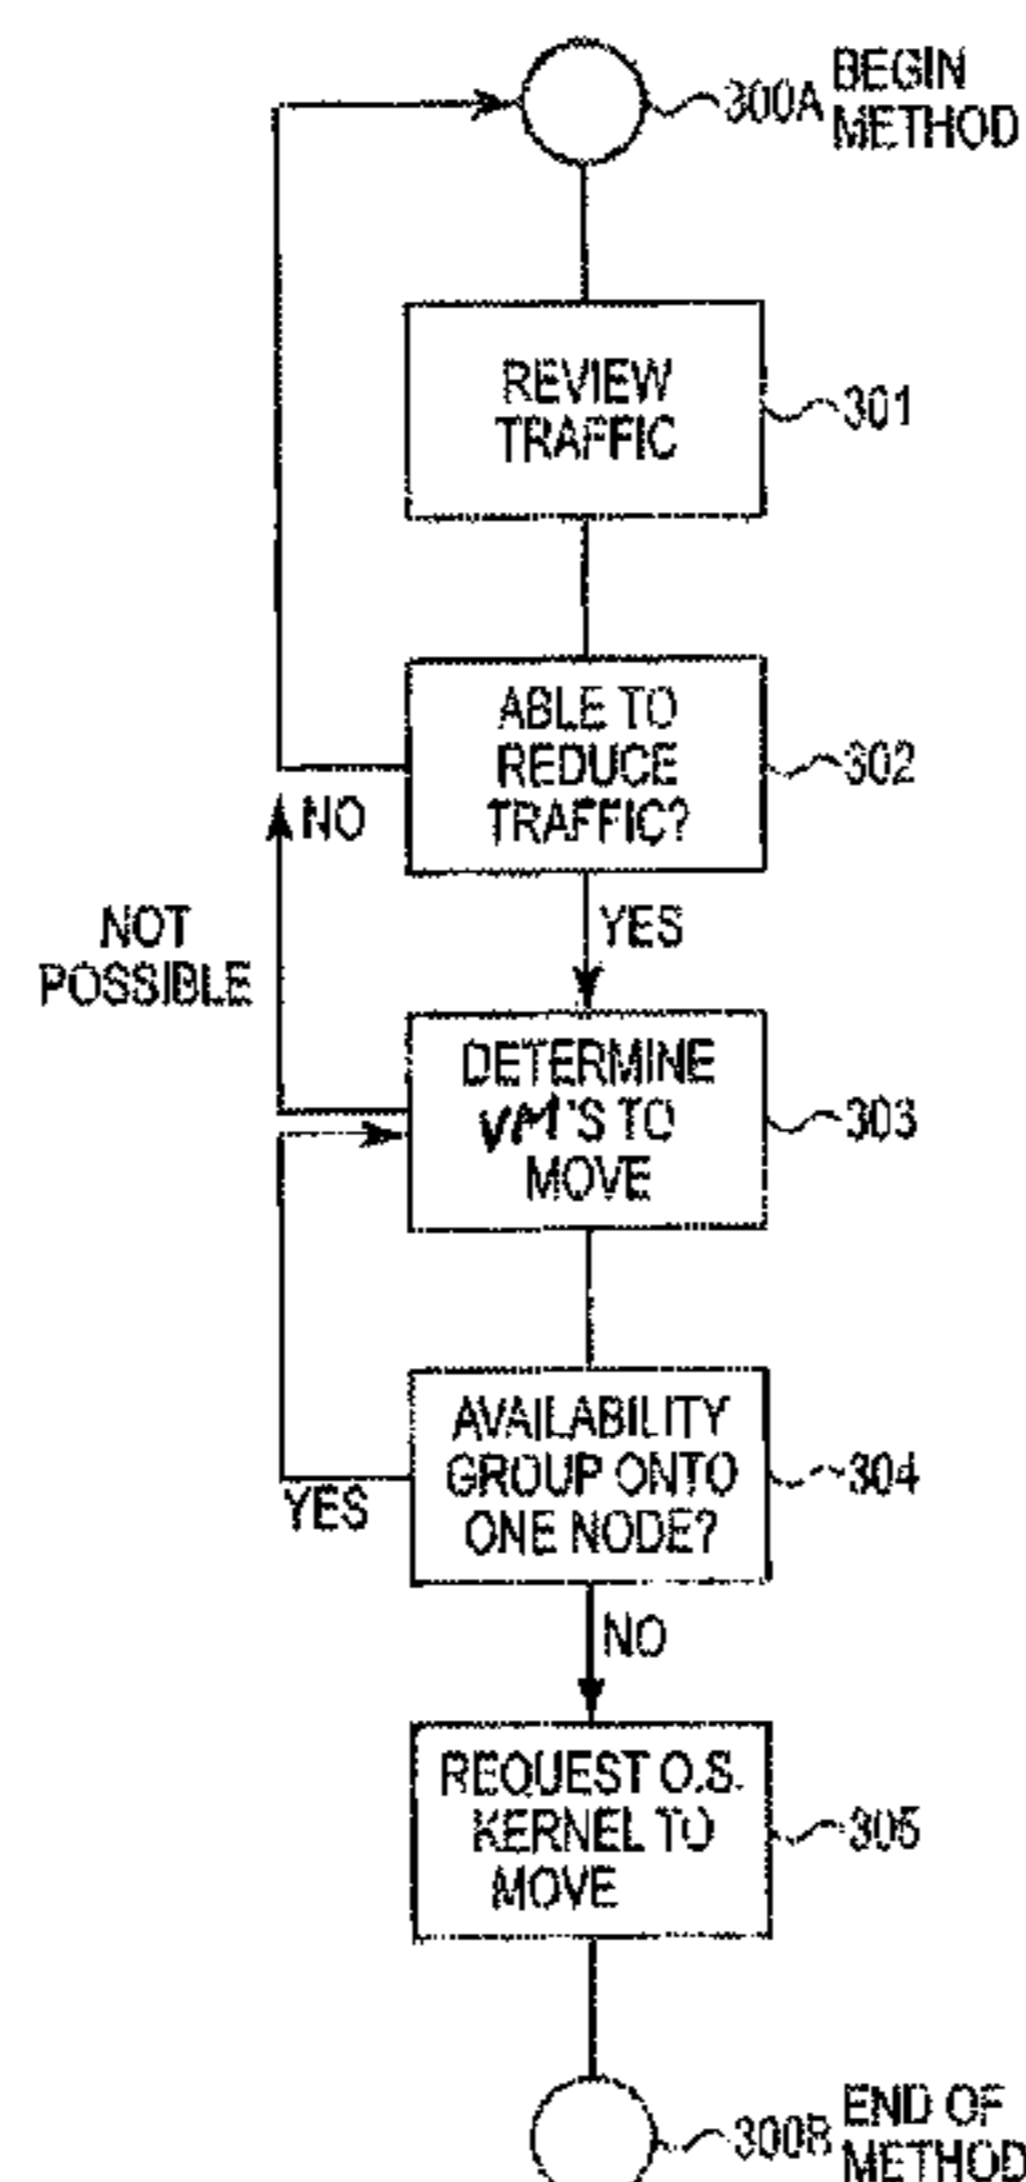 BEGIN
300A METHOD
REVIEW
TRAFFIC
301
ABLE TO
REDUCE
TRAFFIC?
302
NO
YES
NOT
POSSIBLE
DETERMINE
VM'S TO
MOVE
303
AVAILABILITY
GROUP ONTO
ONE NODE?
304
YES
NO
REQUEST O.S.
KERNEL TO
MOVE
305
END OF
300B METHOD